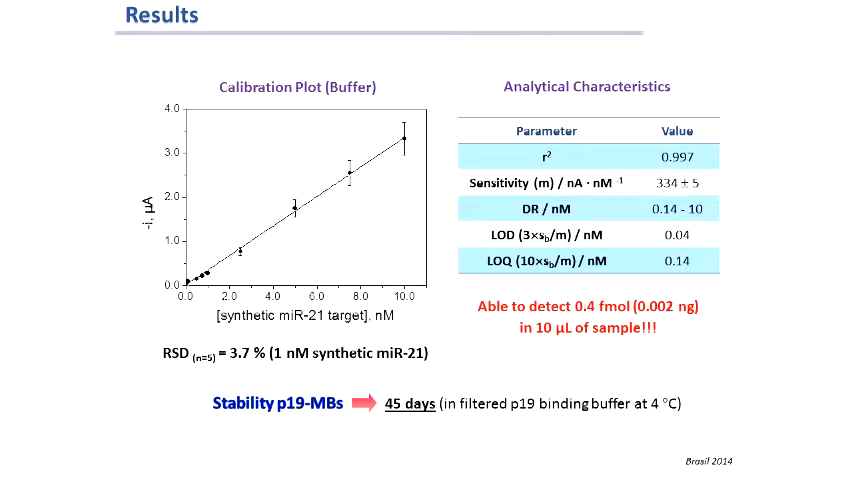 Results
Calibration Plot (Buffer)
4.0
3.0
2.0
1.0
0.0
-i, µA
0.0 2.0 4.0 6.0 8.0 10.0
[synthetic miR-21 target], nM
RSD (n=5) = 3.7 % (1 nM synthetic miR-21)
Analytical Characteristics
Parameter Value
r² 0.997
Sensitivity (m) / nA · nM -1 334 ± 5
DR / nM 0.14 - 10
LOD (3×sb/m) / nM 0.04
LOQ (10×sb/m) / nM 0.14
Able to detect 0.4 fmol (0.002 ng)
in 10 µL of sample!!!
Stability p19-MBs 45 days (in filtered p19 binding buffer at 4 °C)
Brasil 2014